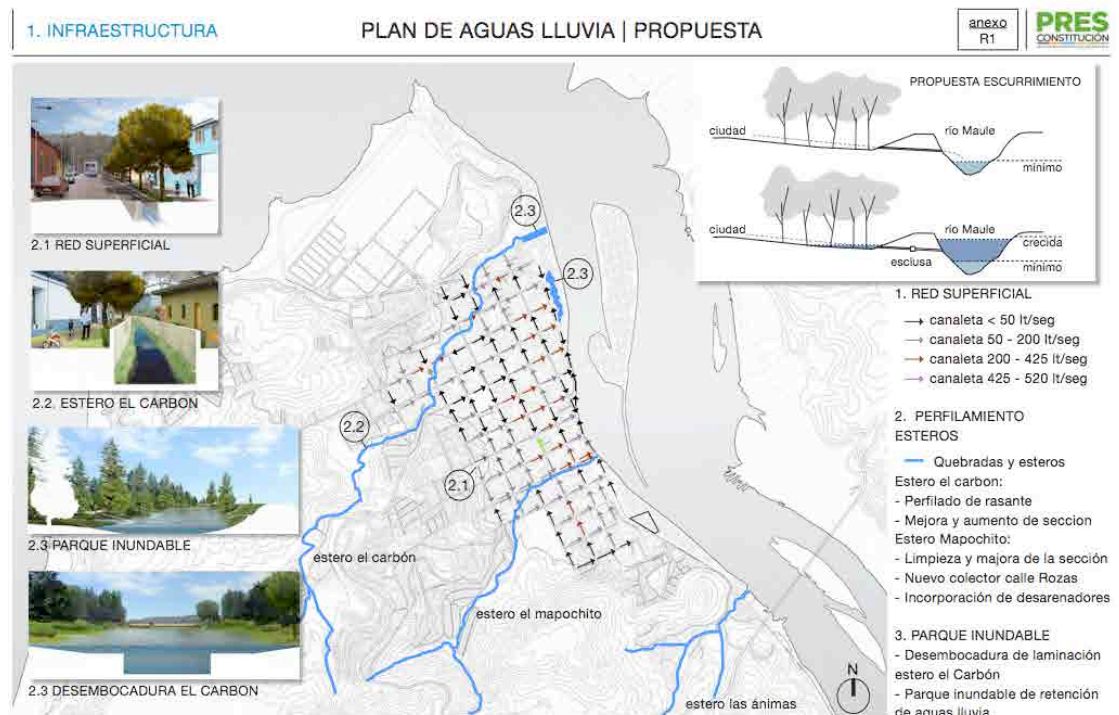 1. INFRAESTRUCTURA
PLAN DE AGUAS LLUVIA | PROPUESTA
anexo
R1
PRES
CONSTITUCIÓN
2.1 RED SUPERFICIAL
2.2. ESTERO EL CARBON
2.3 PARQUE INUNDABLE
2.3 DESEMBOCADURA EL CARBON
2.3
2.3
2.2
2.1
estero el carbón
estero el mapochito
estero las ánimas
N
PROPUESTA ESCURRIMIENTO
ciudad
río Maule
mínimo
ciudad
río Maule
crecida
esclusa
mínimo
1. RED SUPERFICIAL
canaleta < 50 lt/seg
canaleta 50 - 200 lt/seg
canaleta 200 - 425 lt/seg
canaleta 425 - 520 lt/seg
2. PERFILAMIENTO
ESTEROS
Quebradas y esteros
Estero el carbon:
- Perfilado de rasante
- Mejora y aumento de seccion
Estero Mapochito:
- Limpieza y majora de la sección
- Nuevo colector calle Rozas
- Incorporación de desarenadores
3. PARQUE INUNDABLE
- Desembocadura de laminación
estero el Carbón
- Parque inundable de retención
de aguas lluvia